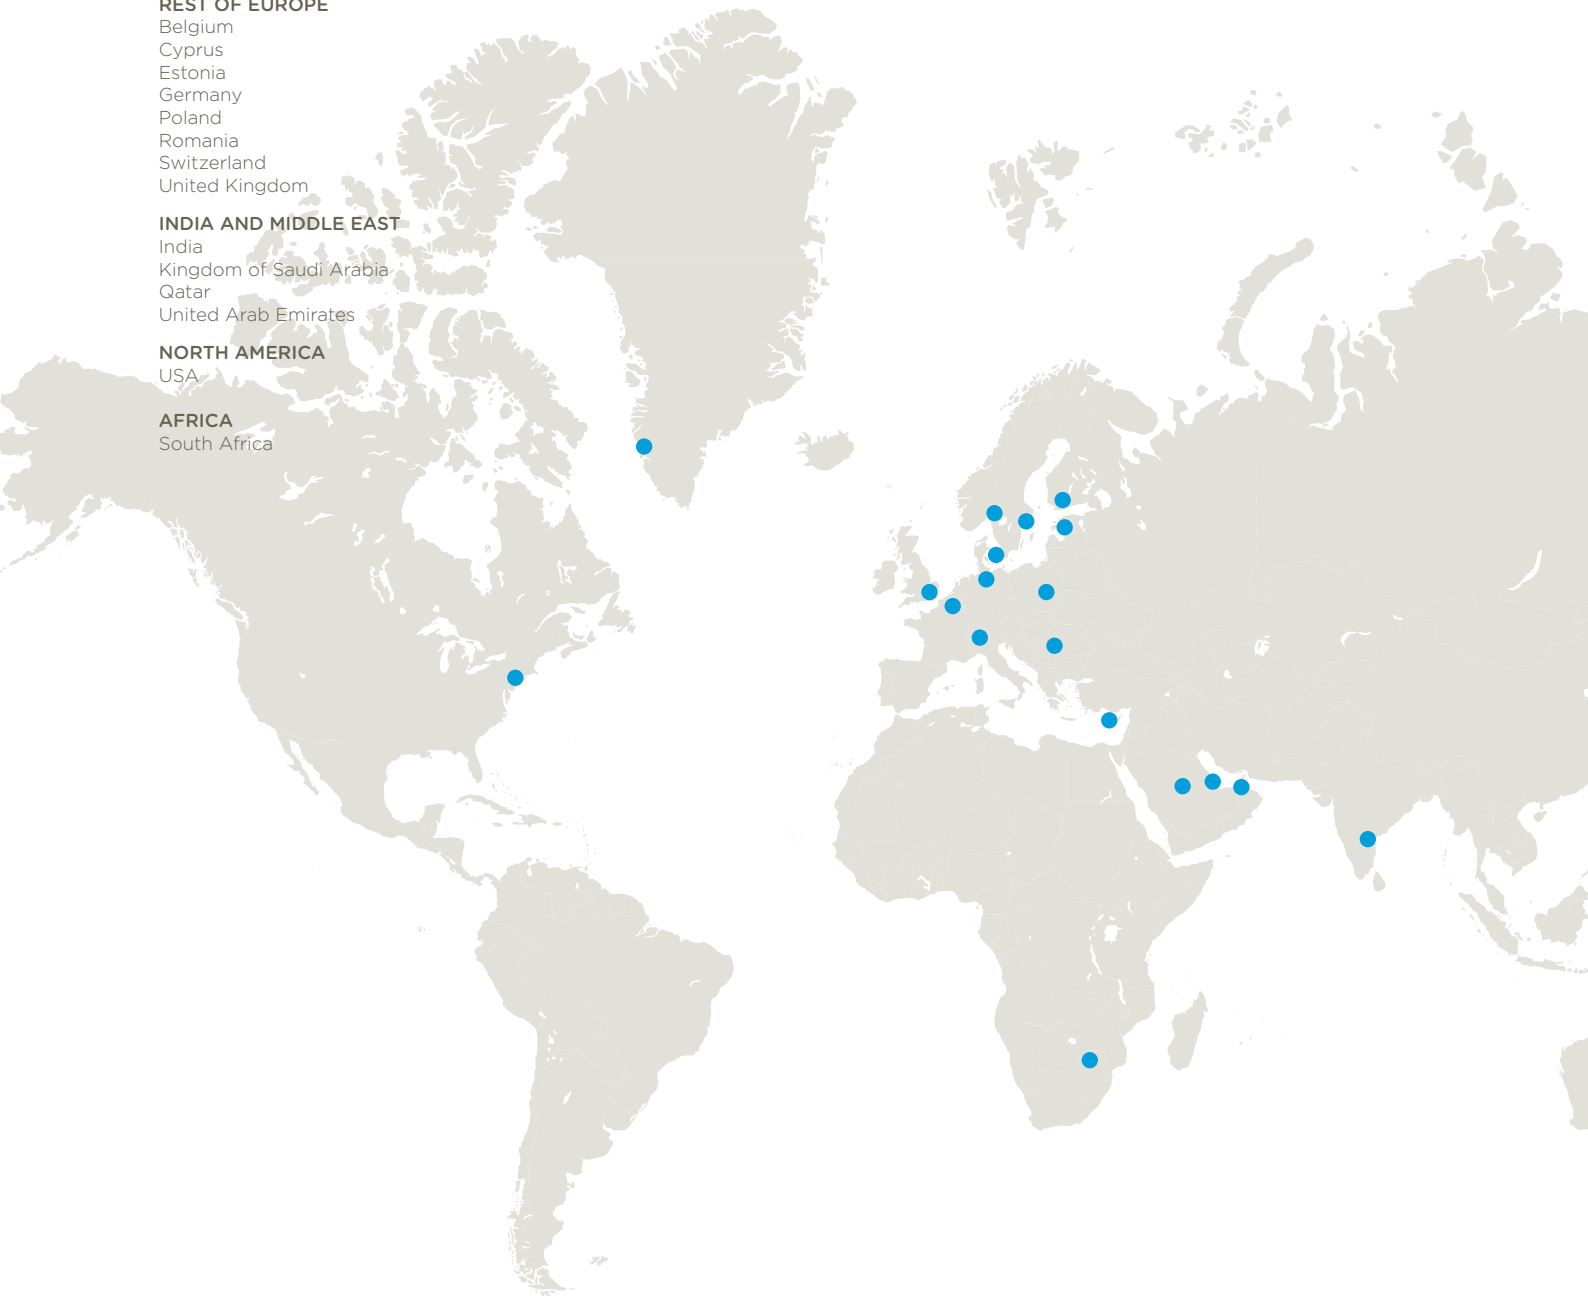 REST OF EUROPE
Belgium
Cyprus
Estonia
Germany
Poland
Romania
Switzerland
United Kingdom
INDIA AND MIDDLE EAST
India
Kingdom of Saudi Arabia
Qatar
United Arab Emirates
NORTH AMERICA
USA
AFRICA
South Africa